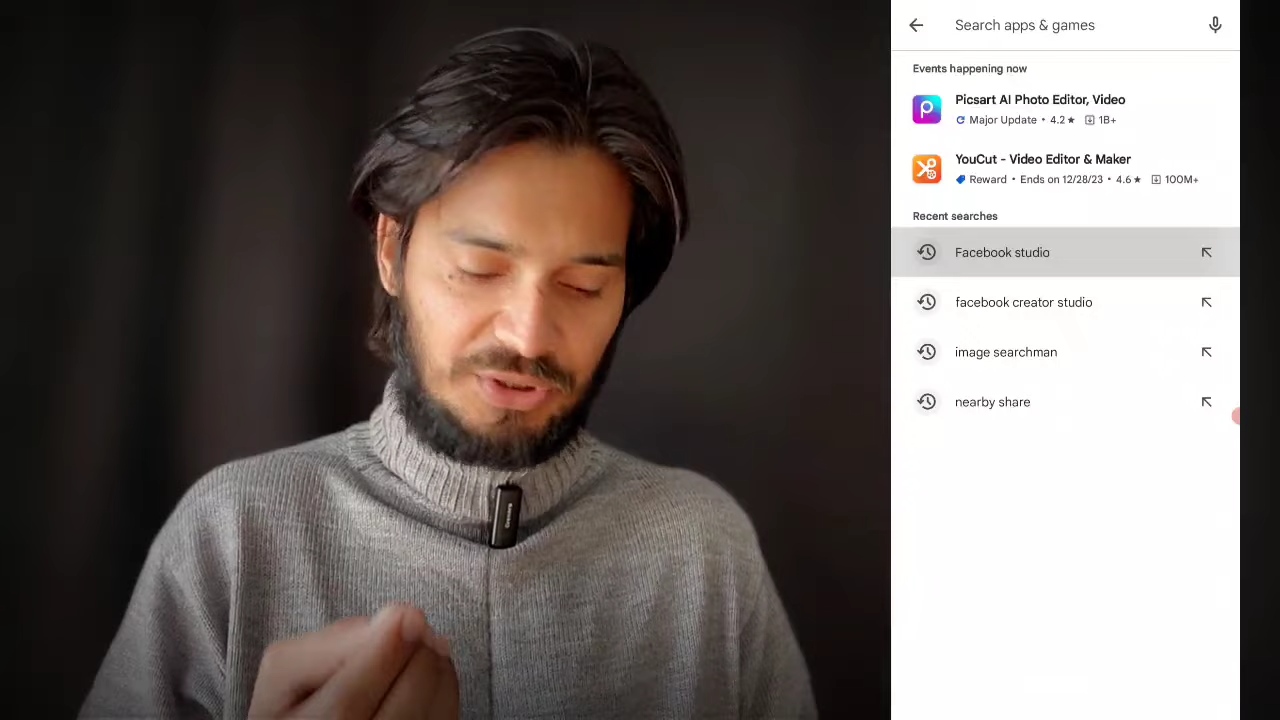 Search apps & games
Events happening now
Picsart AI Photo Editor, Video
Major Update • 4.2 ★ 1B+
YouCut - Video Editor & Maker
Reward • Ends on 12/28/23 • 4.6 ★ 100M+
Recent searches
Facebook studio
facebook creator studio
image searchman
nearby share